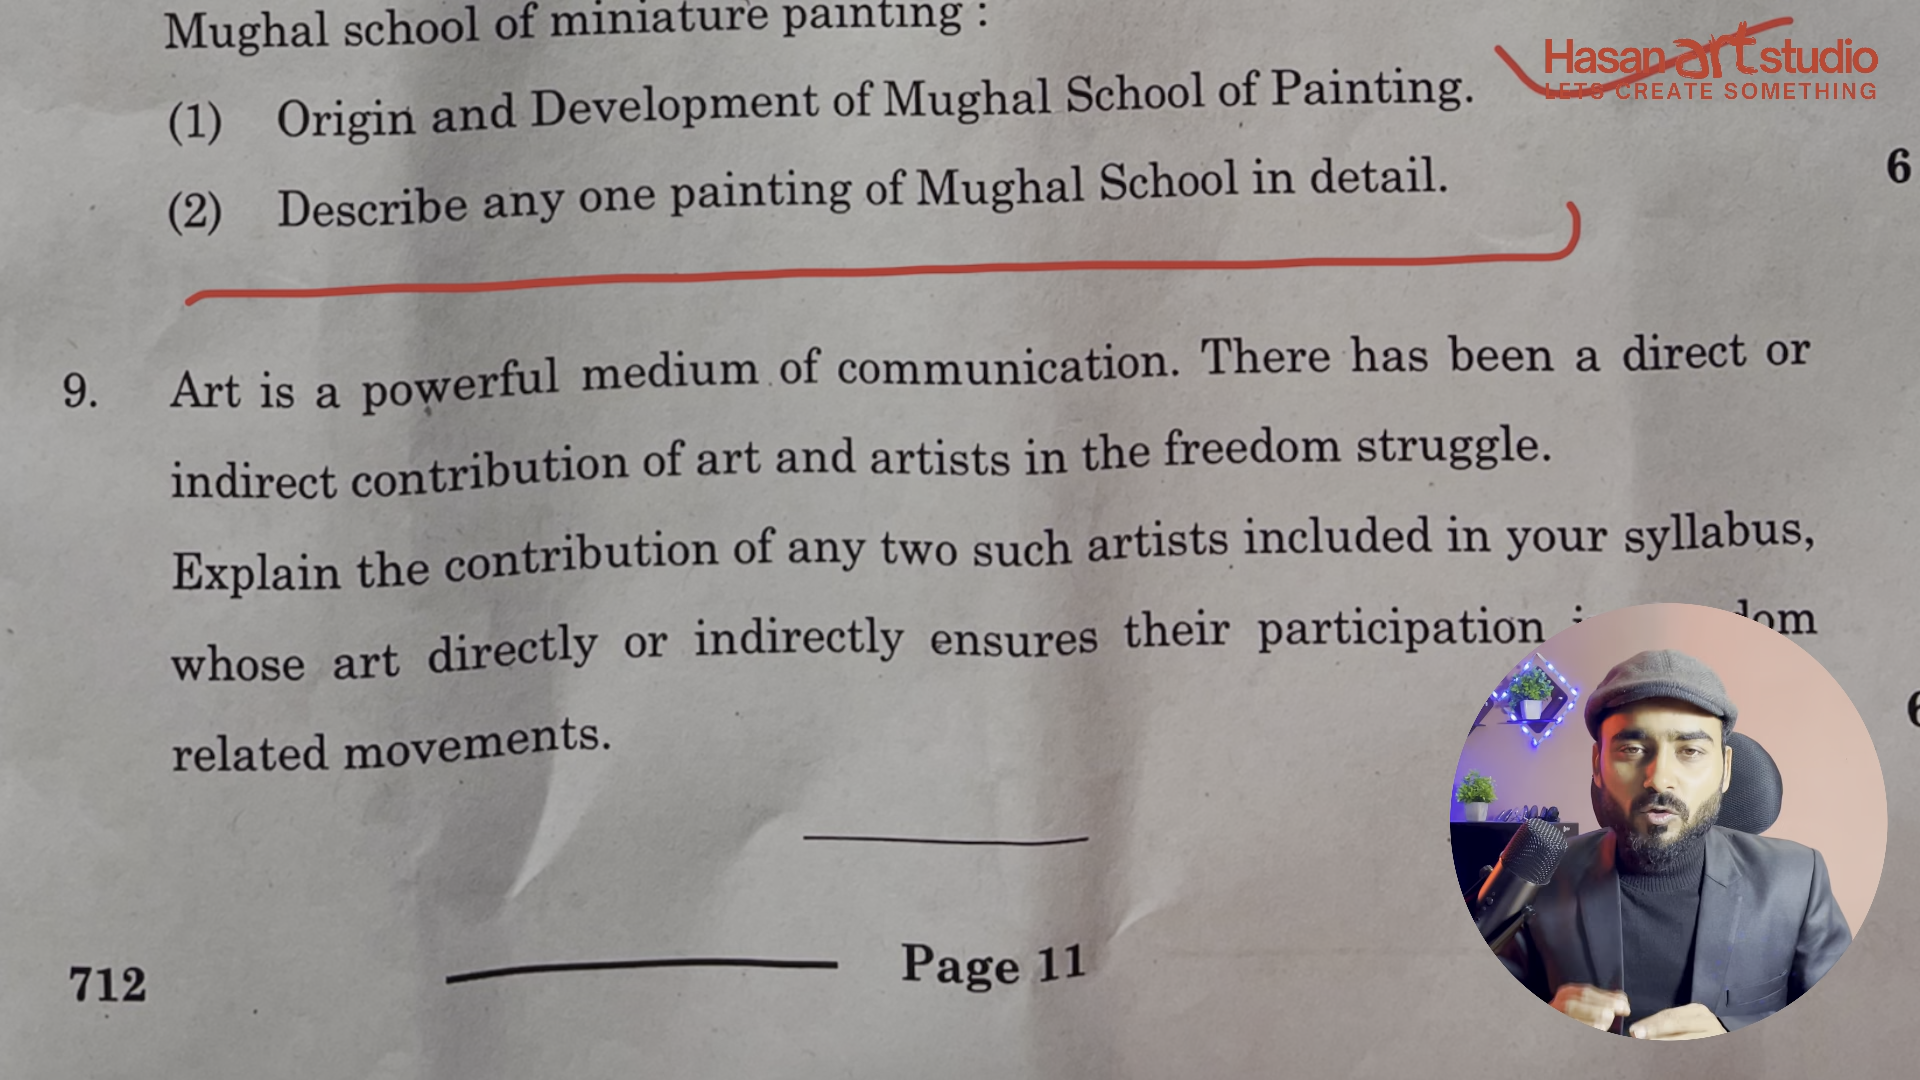 Mughal school of miniature painting :
Hasan art studio
LETS CREATE SOMETHING
(1) Origin and Development of Mughal School of Painting.
(2) Describe any one painting of Mughal School in detail.
6
9. Art is a powerful medium of communication. There has been a direct or
indirect contribution of art and artists in the freedom struggle.
Explain the contribution of any two such artists included in your syllabus,
whose art directly or indirectly ensures their participation
related movements.
712 Page 11